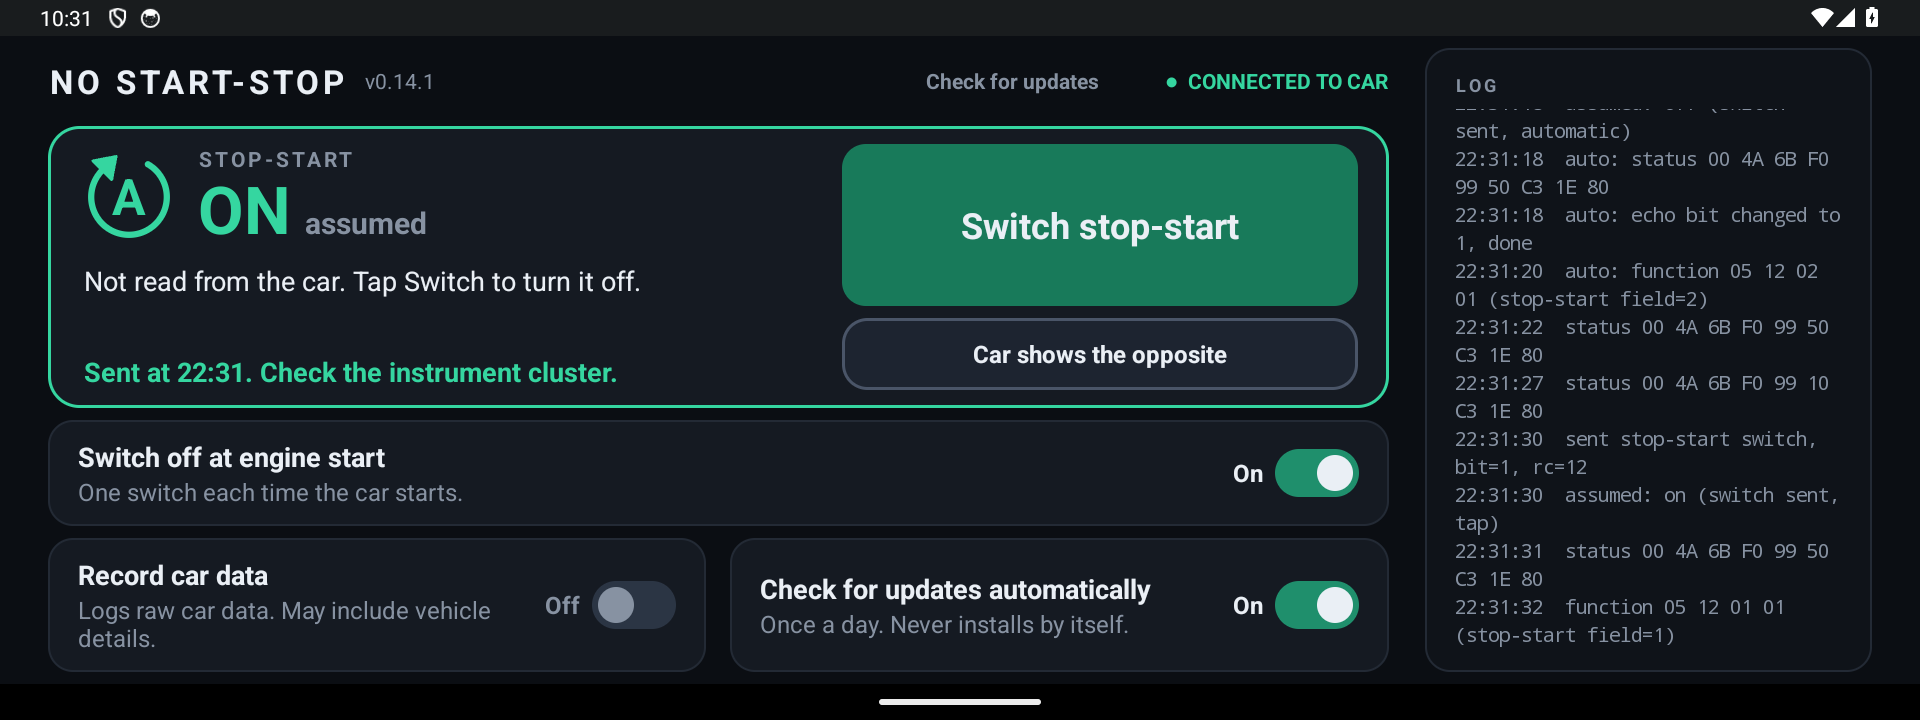 10:31
NO START-STOP v0.14.1
Check for updates
CONNECTED TO CAR
A
STOP-START
ON assumed
Not read from the car. Tap Switch to turn it off.
Sent at 22:31. Check the instrument cluster.
Switch stop-start
Car shows the opposite
Switch off at engine start
One switch each time the car starts.
On
Record car data
Logs raw car data. May include vehicle
details.
Off
Check for updates automatically
Once a day. Never installs by itself.
On
LOG
sent, automatic)
22:31:18 auto: status 00 4A 6B F0
99 50 C3 1E 80
22:31:18 auto: echo bit changed to
1, done
22:31:20 auto: function 05 12 02
01 (stop-start field=2)
22:31:22 status 00 4A 6B F0 99 50
C3 1E 80
22:31:27 status 00 4A 6B F0 99 10
C3 1E 80
22:31:30 sent stop-start switch,
bit=1, rc=12
22:31:30 assumed: on (switch sent,
tap)
22:31:31 status 00 4A 6B F0 99 50
C3 1E 80
22:31:32 function 05 12 01 01
(stop-start field=1)